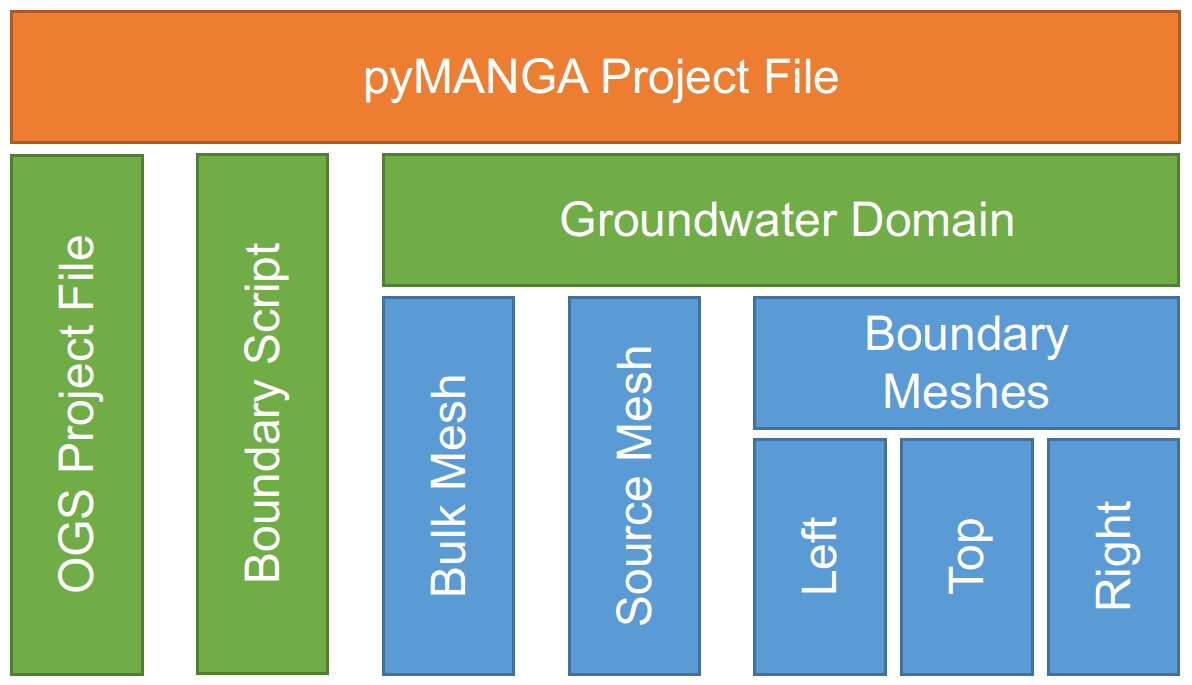 pyMANGA Project File
OGS Project File
Boundary Script
Groundwater Domain
Bulk Mesh
Source Mesh
Boundary
Meshes
Left
Top
Right